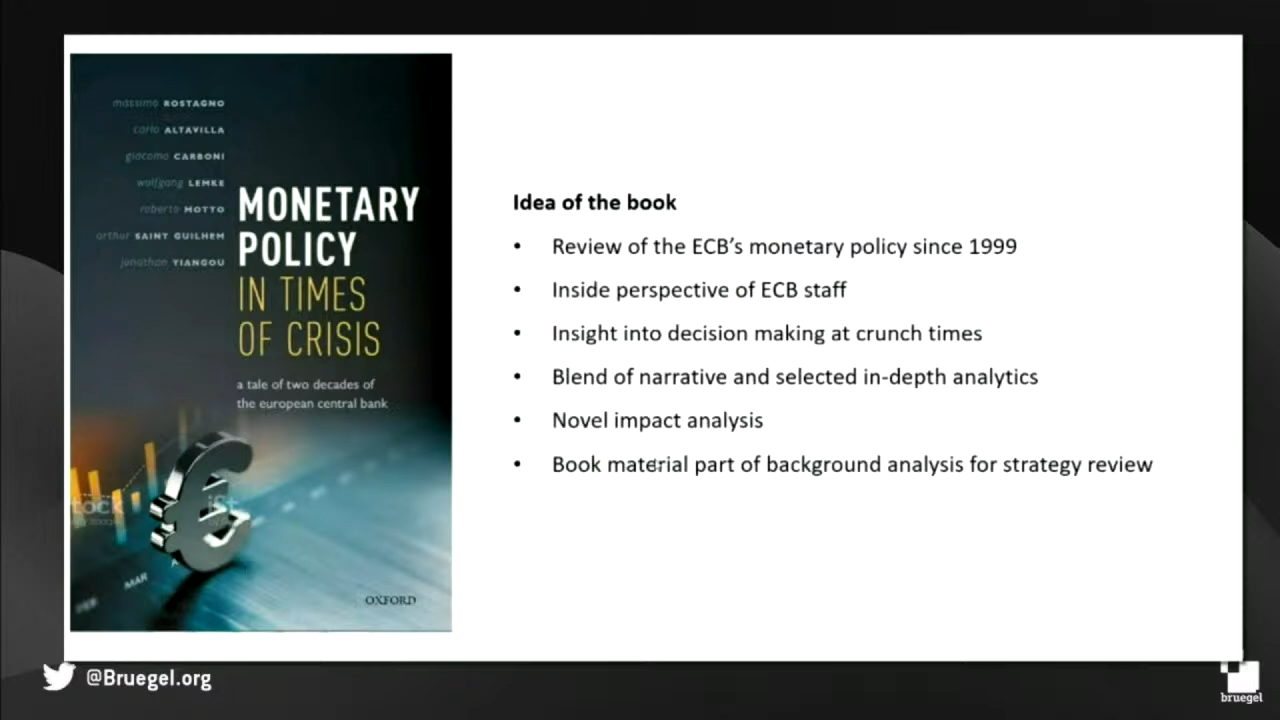 massimo ROSTAGNO
carlo ALTAVILLA
giacomo CARBONI
wolfgang LEMKE
roberto MOTTO
arthur SAINT GUILHEM
jonathan YIANGOU
MONETARY
POLICY
IN TIMES
OF CRISIS
a tale of two decades of
the european central bank
tock
MAR
OXFORD
Idea of the book
• Review of the ECB's monetary policy since 1999
• Inside perspective of ECB staff
• Insight into decision making at crunch times
• Blend of narrative and selected in-depth analytics
• Novel impact analysis
• Book material part of background analysis for strategy review
@Bruegel.org
bruegel